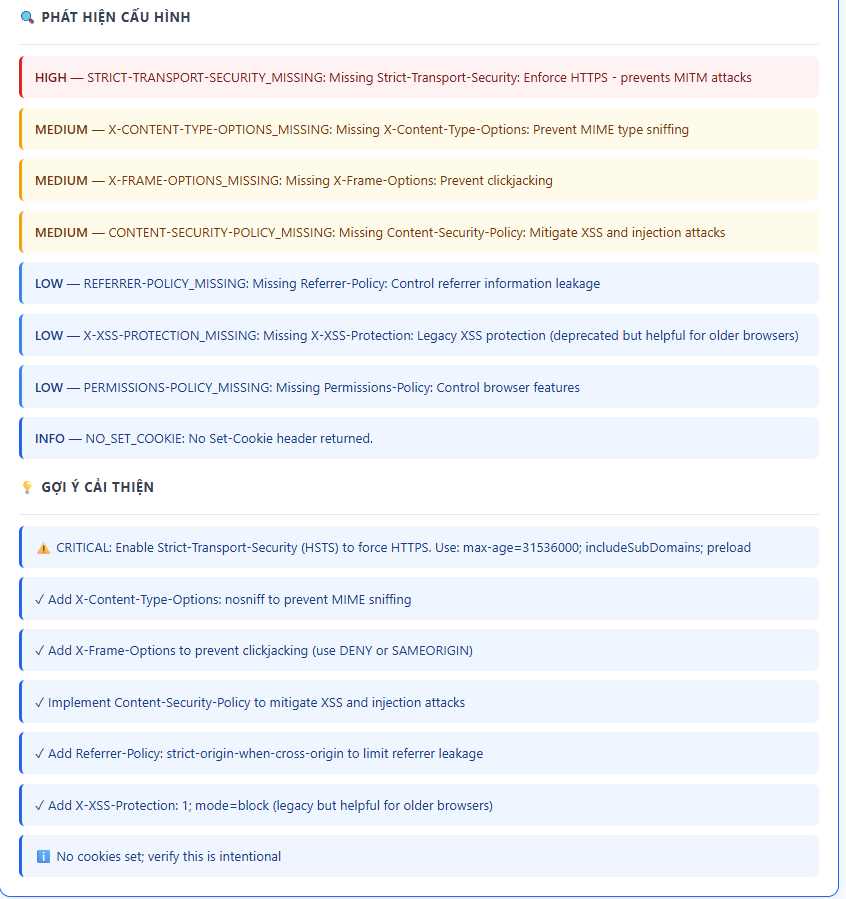 🔍 PHÁT HIỆN CẤU HÌNH
HIGH — STRICT-TRANSPORT-SECURITY_MISSING: Missing Strict-Transport-Security: Enforce HTTPS - prevents MITM attacks
MEDIUM — X-CONTENT-TYPE-OPTIONS_MISSING: Missing X-Content-Type-Options: Prevent MIME type sniffing
MEDIUM — X-FRAME-OPTIONS_MISSING: Missing X-Frame-Options: Prevent clickjacking
MEDIUM — CONTENT-SECURITY-POLICY_MISSING: Missing Content-Security-Policy: Mitigate XSS and injection attacks
LOW — REFERRER-POLICY_MISSING: Missing Referrer-Policy: Control referrer information leakage
LOW — X-XSS-PROTECTION_MISSING: Missing X-XSS-Protection: Legacy XSS protection (deprecated but helpful for older browsers)
LOW — PERMISSIONS-POLICY_MISSING: Missing Permissions-Policy: Control browser features
INFO — NO_SET_COOKIE: No Set-Cookie header returned.
💡 GỢI Ý CẢI THIỆN
⚠️ CRITICAL: Enable Strict-Transport-Security (HSTS) to force HTTPS. Use: max-age=31536000; includeSubDomains; preload
✓ Add X-Content-Type-Options: nosniff to prevent MIME sniffing
✓ Add X-Frame-Options to prevent clickjacking (use DENY or SAMEORIGIN)
✓ Implement Content-Security-Policy to mitigate XSS and injection attacks
✓ Add Referrer-Policy: strict-origin-when-cross-origin to limit referrer leakage
✓ Add X-XSS-Protection: 1; mode=block (legacy but helpful for older browsers)
ℹ️ No cookies set; verify this is intentional